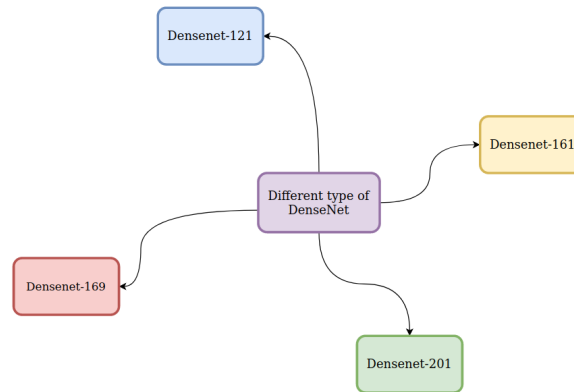 Densenet-121
Densenet-161
Different type of
DenseNet
Densenet-169
Densenet-201